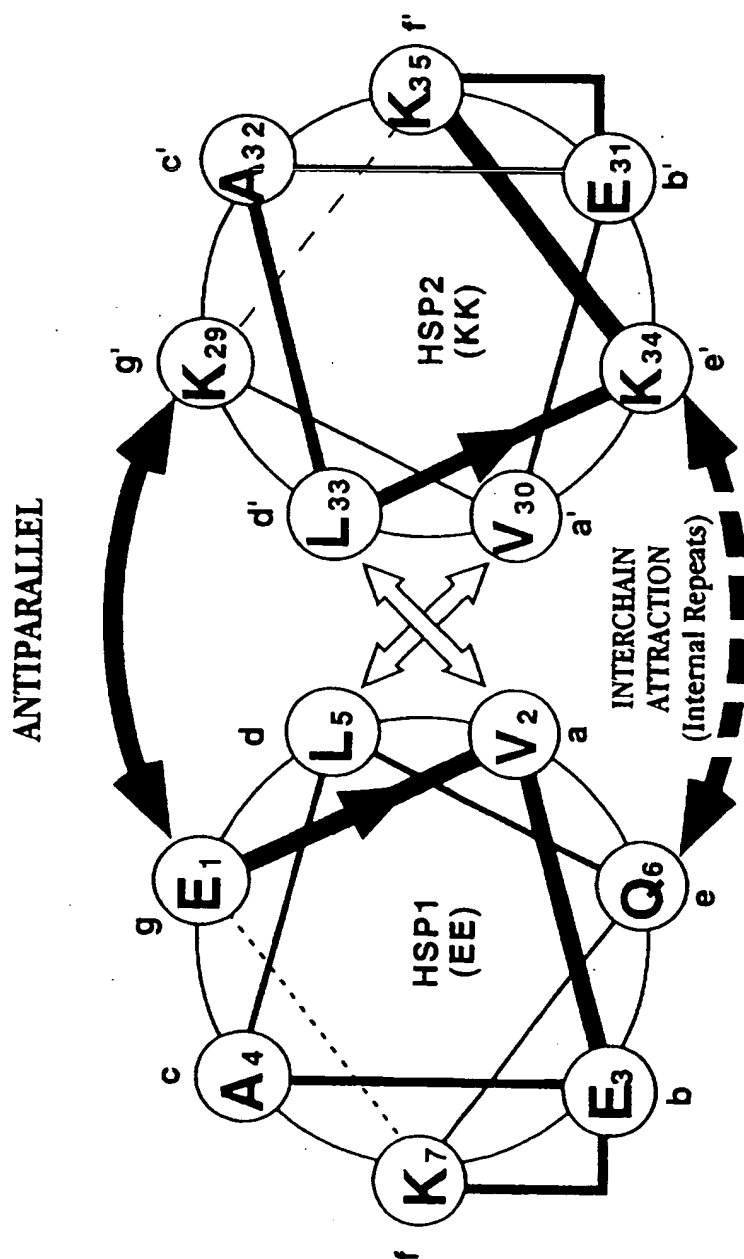 ANTIPARALLEL
g
E1
c
A4
d
L5
f
K7
HSP1
(EE)
V2
a
E3
b
Q6
e
g'
K29
c'
A32
d'
L33
f'
K35
HSP2
(KK)
V30
a'
E31
b'
K34
e'
INTERCHAIN
ATTRACTION
(Internal Repeats)